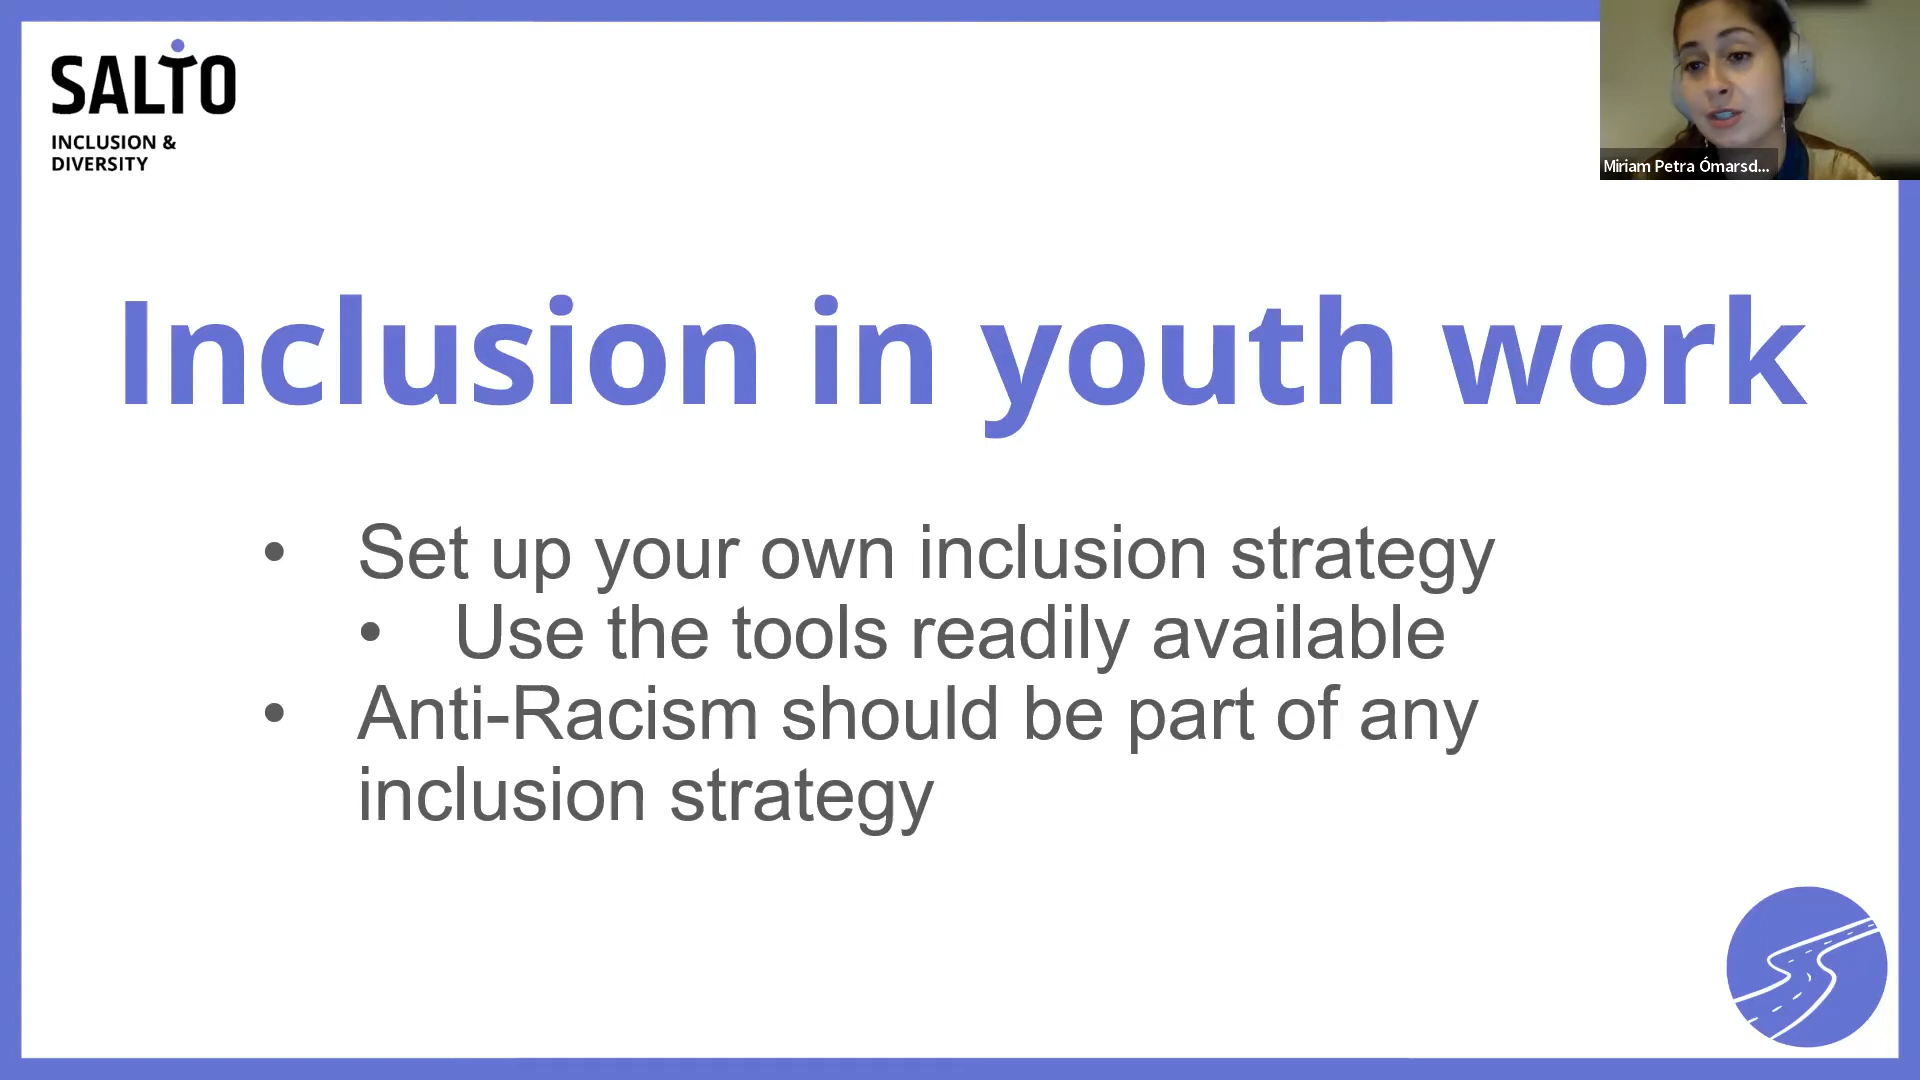 SALTO
INCLUSION &
DIVERSITY
Miriam Petra Ómarsd...
Inclusion in youth work
• Set up your own inclusion strategy
• Use the tools readily available
• Anti-Racism should be part of any
inclusion strategy